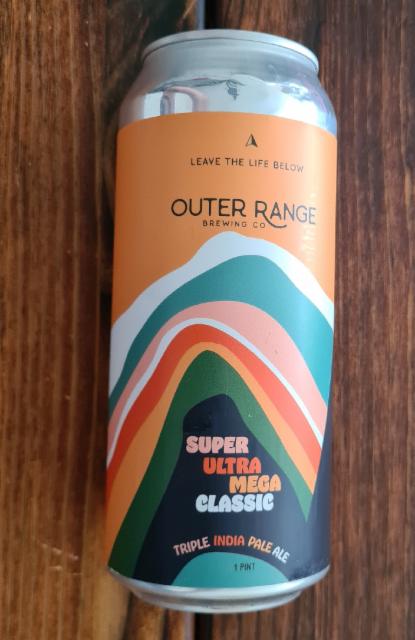 LEAVE THE LIFE BELOW
OUTER RANGE
BREWING CO
SUPER
ULTRA
MEGA
CLASSIC
TRIPLE INDIA PALE ALE
1 PINT